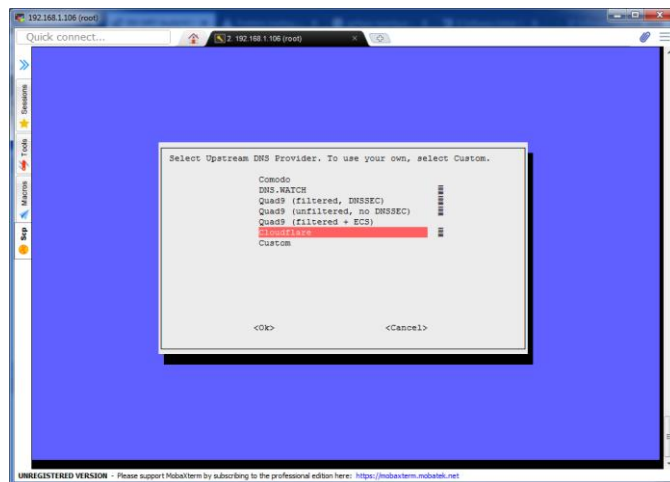 192.168.1.106 (root)
Quick connect...
2. 192.168.1.106 (root)
Sessions
Tools
Macros
Sftp
Select Upstream DNS Provider. To use your own, select Custom.
Comodo
DNS.WATCH
Quad9 (filtered, DNSSEC)
Quad9 (unfiltered, no DNSSEC)
Quad9 (filtered + ECS)
Cloudflare
Custom
<Ok> <Cancel>
UNREGISTERED VERSION - Please support MobaXterm by subscribing to the professional edition here: https://mobaxterm.mobatek.net